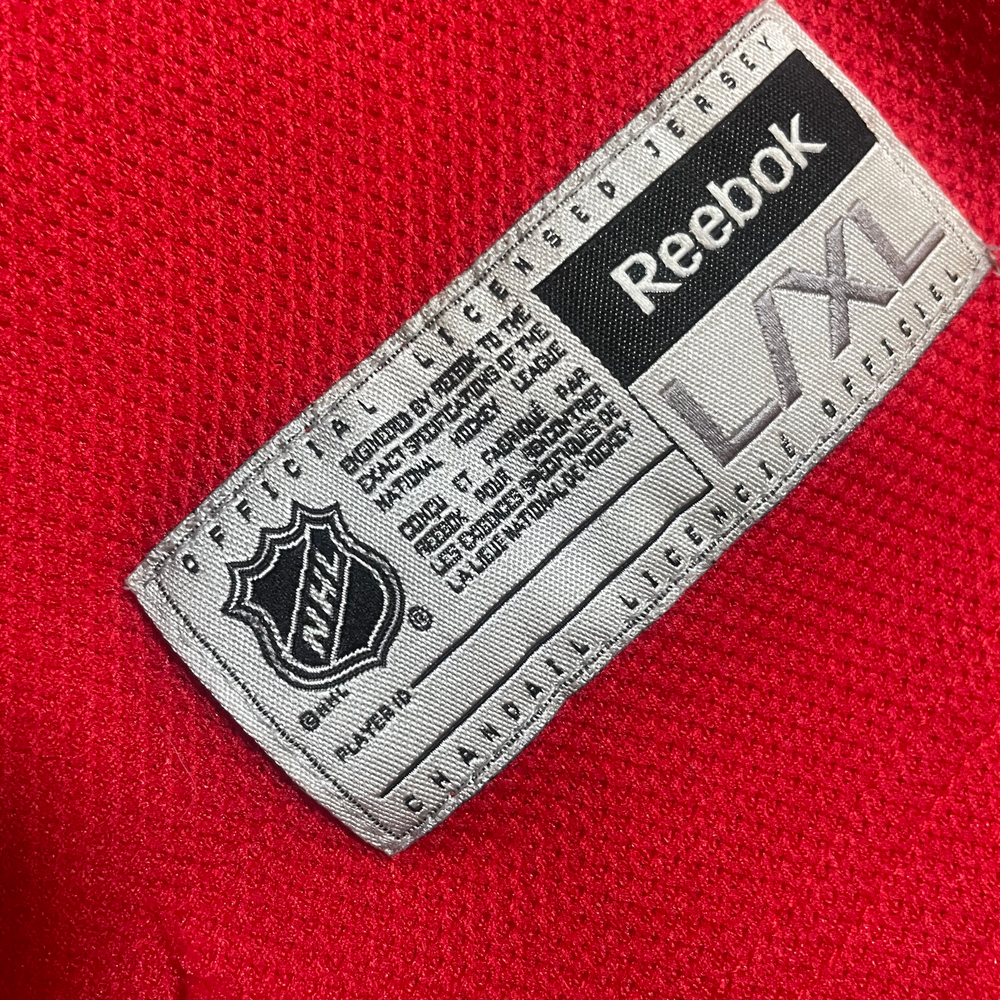 OFFICIAL LICENSED JERSEY
Reebok
L/XL
ENGINEERED BY REEBOK TO THE
EXACT SPECIFICATIONS OF THE
NATIONAL HOCKEY LEAGUE
CONÇU ET FABRIQUÉ PAR
REEBOK POUR RENCONTRER
LES EXIGENCES SPÉCIFIQUES DE
LA LIGUE NATIONAL DE HOCKEY
NHL
®
©NHL
PLAYER ID
CHANDAIL LICENCIÉ OFFICIEL